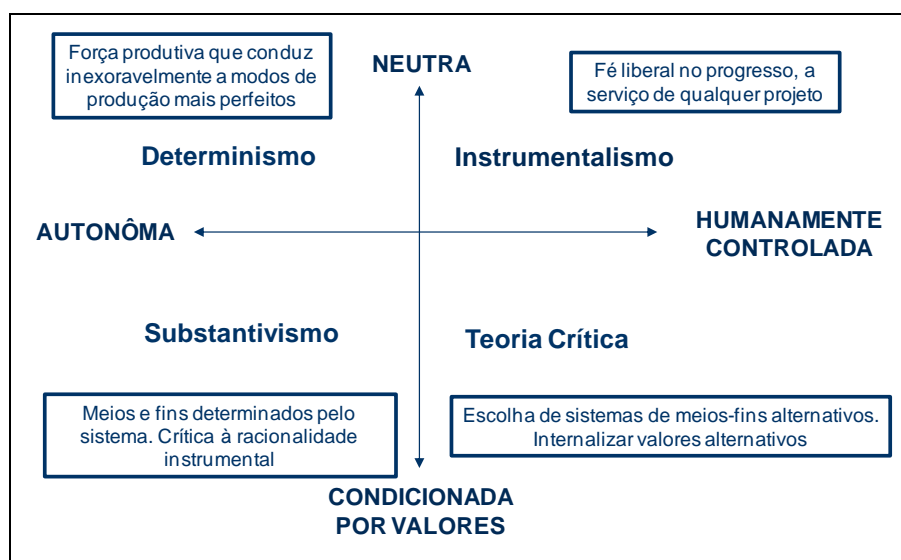 Força produtiva que conduz
inexoravelmente a modos de
produção mais perfeitos
NEUTRA
Fé liberal no progresso, a
serviço de qualquer projeto
Determinismo
Instrumentalismo
AUTONÔMA
HUMANAMENTE
CONTROLADA
Substantivismo
Teoria Crítica
Meios e fins determinados pelo
sistema. Crítica à racionalidade
instrumental
Escolha de sistemas de meios-fins alternativos.
Internalizar valores alternativos
CONDICIONADA
POR VALORES